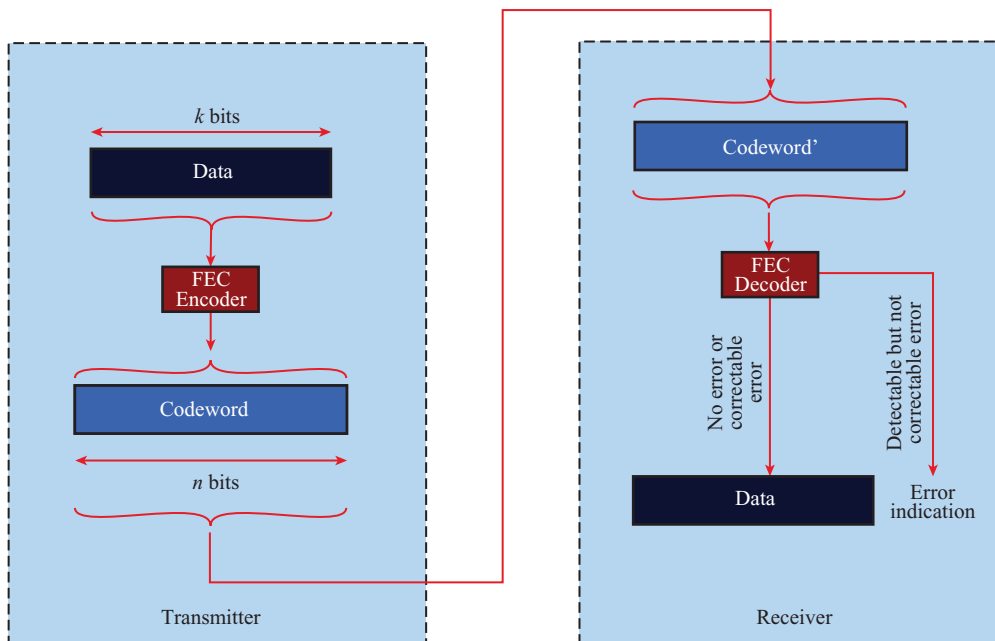 k bits
Data
FEC
Encoder
Codeword
n bits
Transmitter
Codeword’
FEC
Decoder
No error or
correctable
error
Detectable but not
correctable error
Data
Error
indication
Receiver